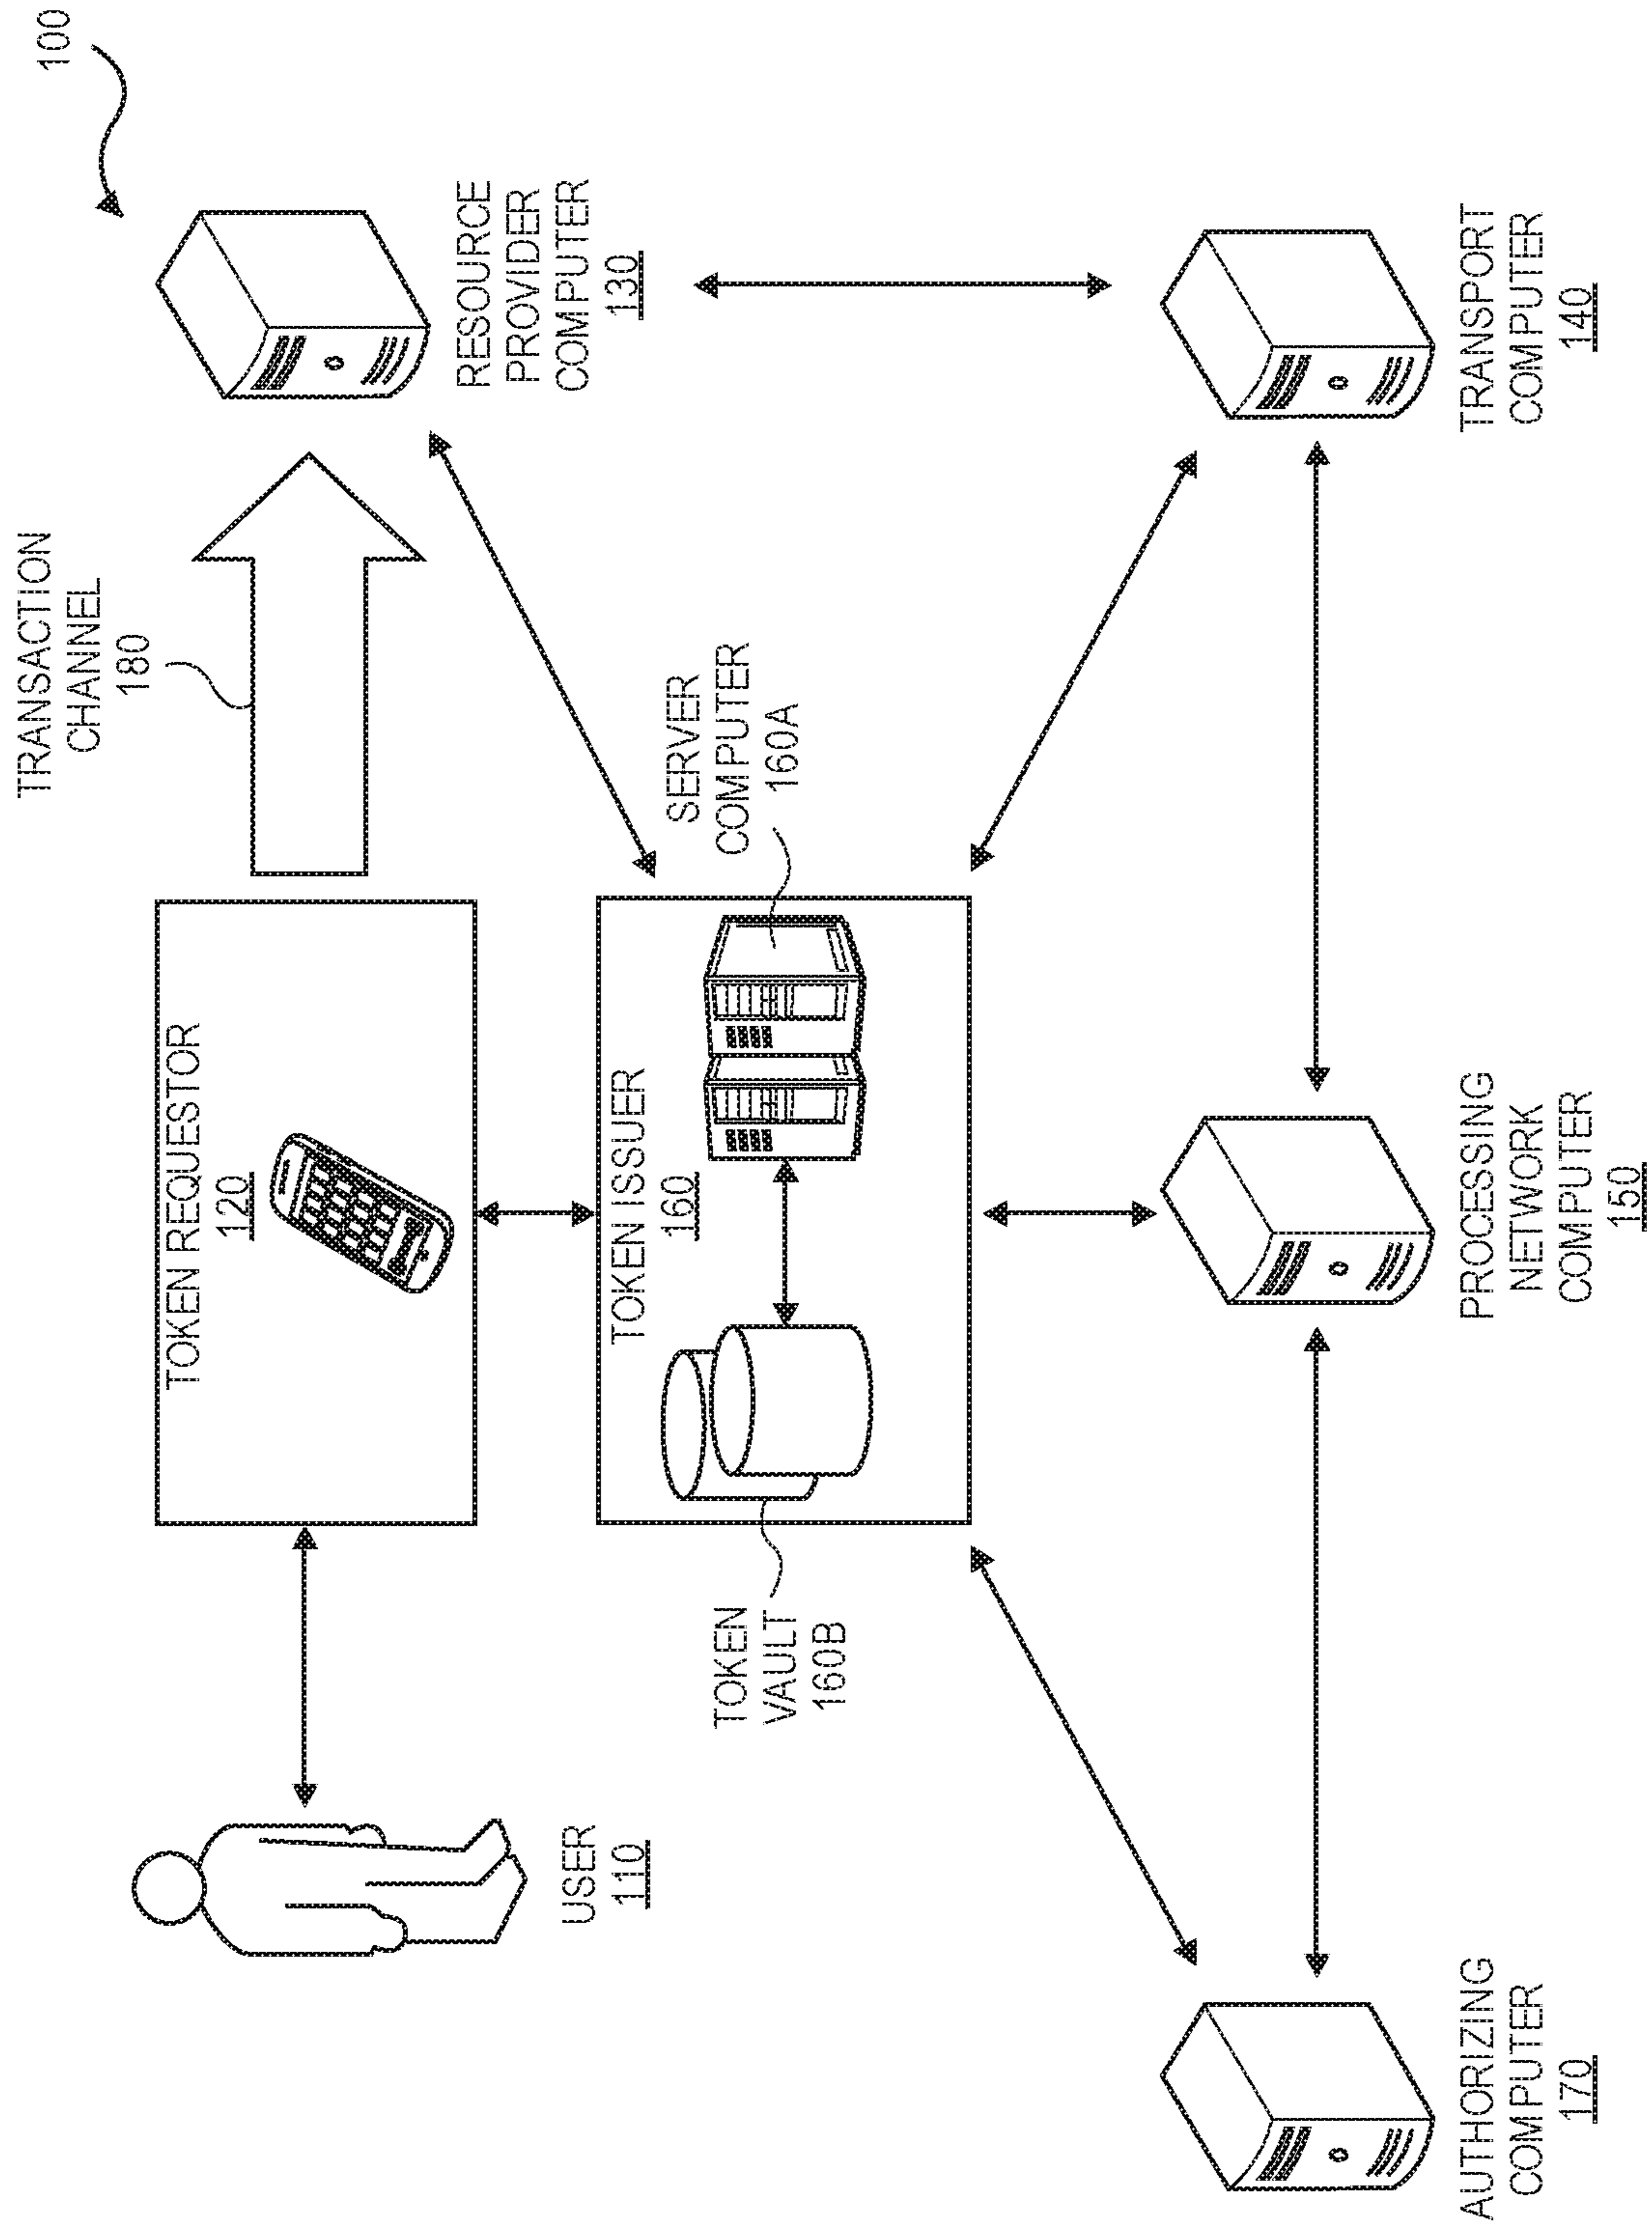 100
TRANSACTION
CHANNEL
180
TOKEN REQUESTOR
120
USER
110
RESOURCE
PROVIDER
COMPUTER
130
TOKEN ISSUER
160
SERVER
COMPUTER
160A
TOKEN
VAULT
160B
AUTHORIZING
COMPUTER
170
PROCESSING
NETWORK
COMPUTER
150
TRANSPORT
COMPUTER
140